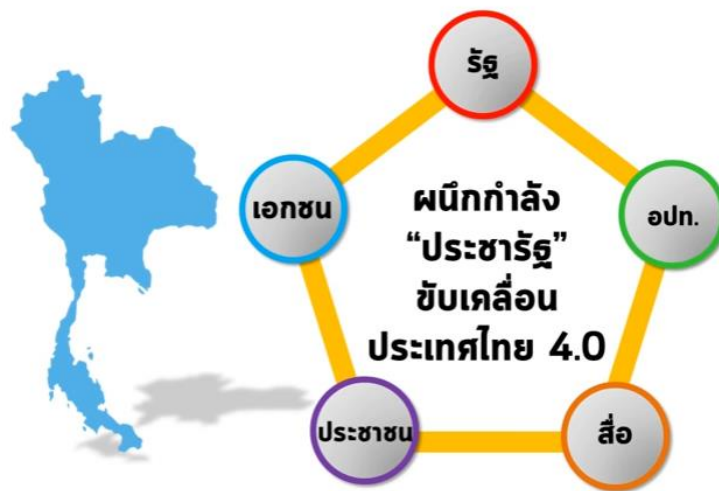 รัฐ
เอกชน
ผนึกกำลัง
“ประชารัฐ”
ขับเคลื่อน
ประเทศไทย 4.0
อปท.
ประชาชน
สื่อ